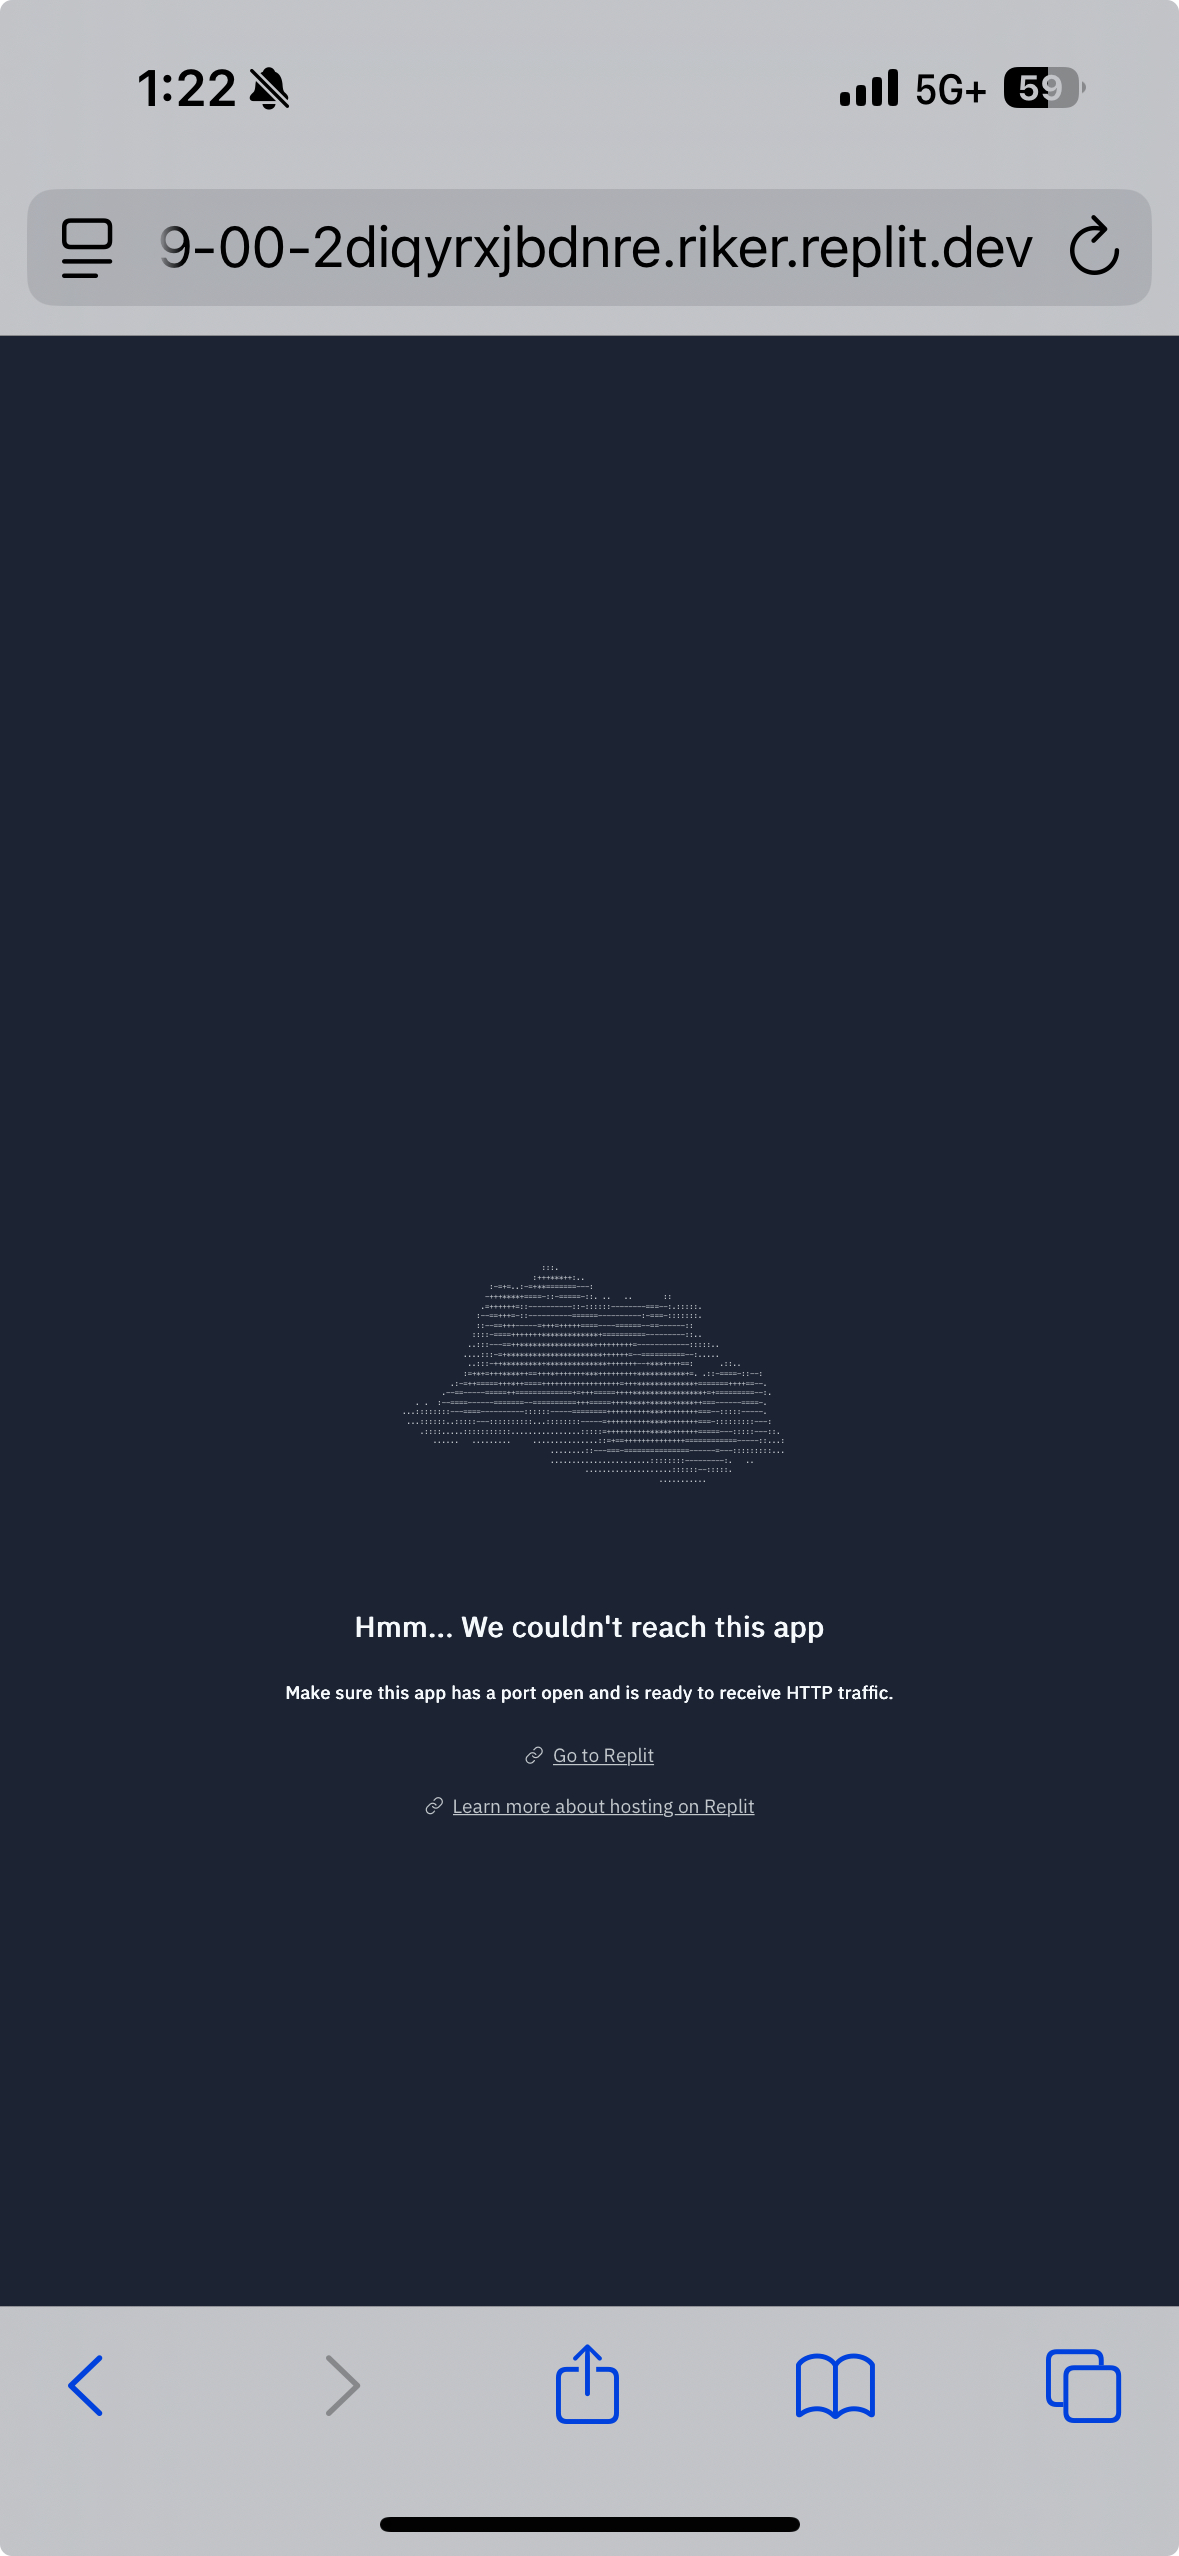 1:22
5G+
59
9-00-2diqyrxjbdnre.riker.replit.dev
Hmm... We couldn't reach this app
Make sure this app has a port open and is ready to receive HTTP traffic.
Go to Replit
Learn more about hosting on Replit